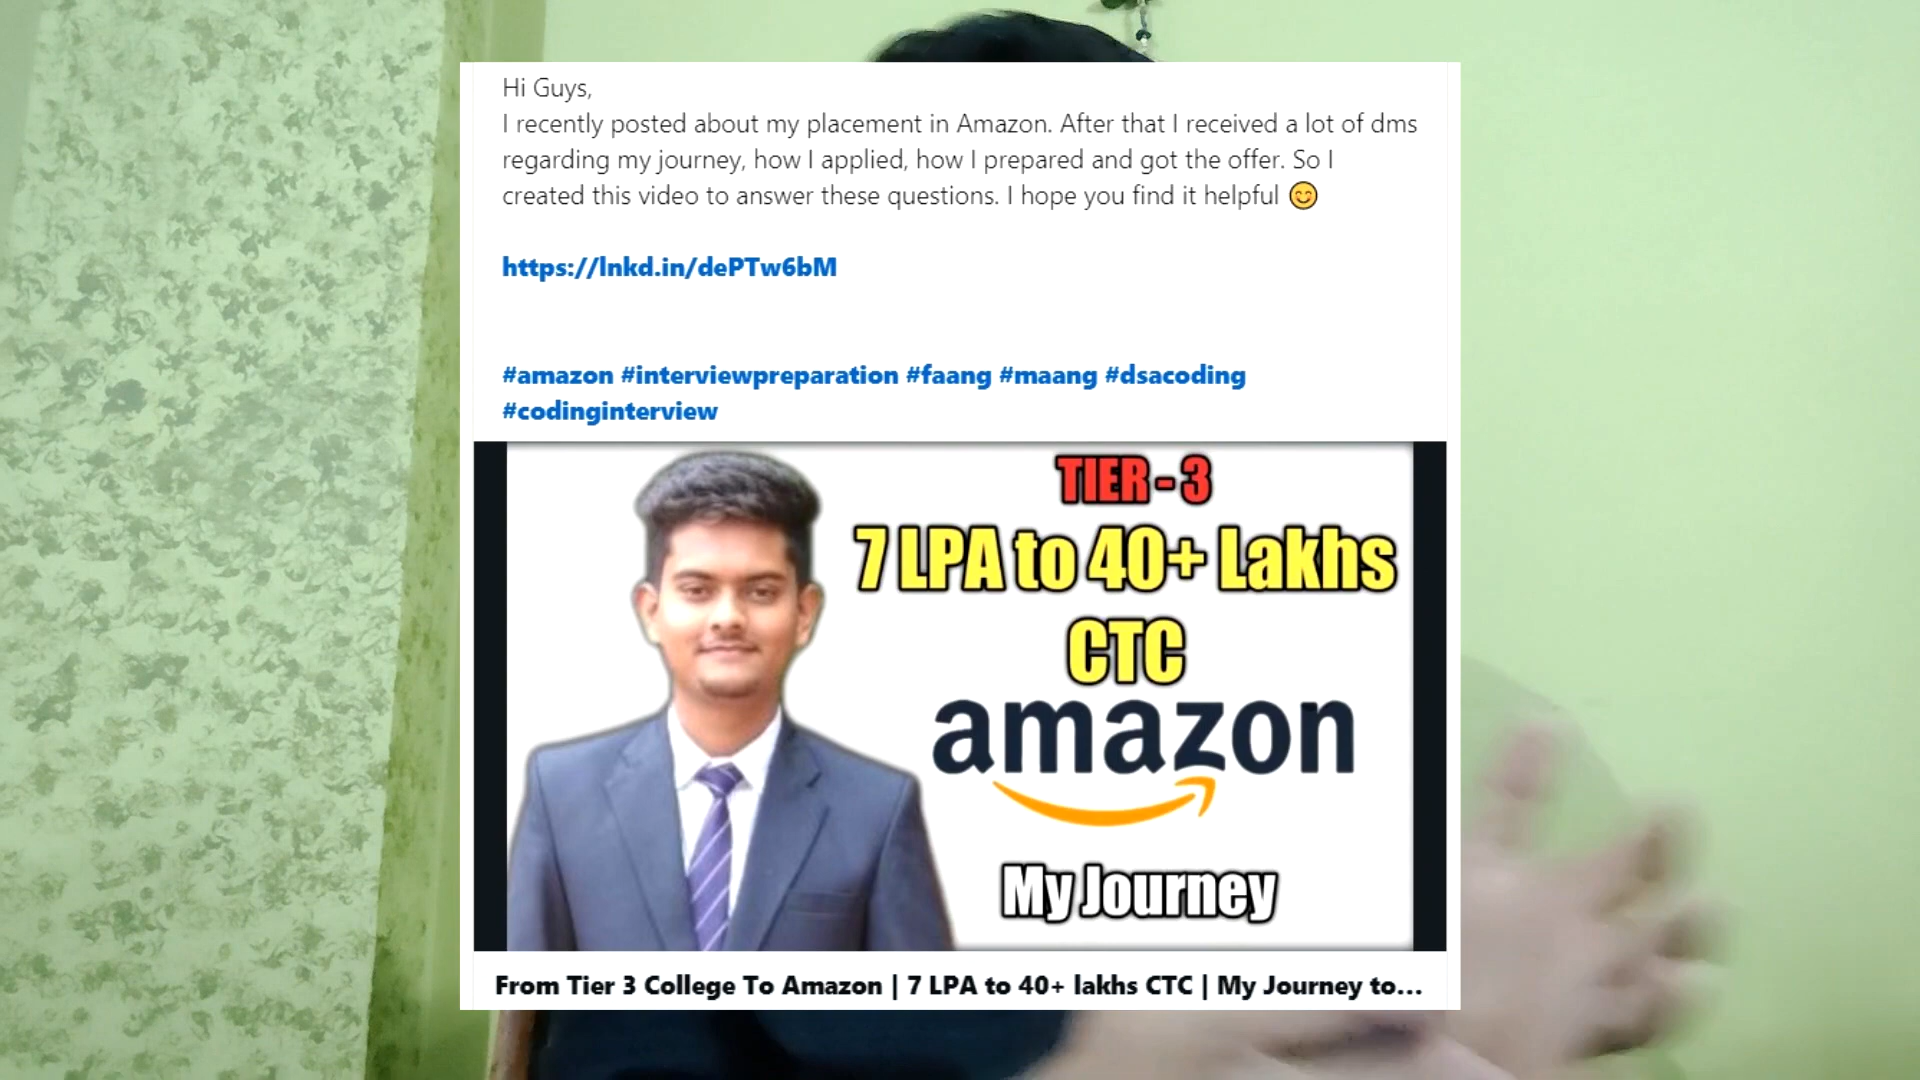 Hi Guys,
I recently posted about my placement in Amazon. After that I received a lot of dms
regarding my journey, how I applied, how I prepared and got the offer. So I
created this video to answer these questions. I hope you find it helpful 😊
https://lnkd.in/dePTw6bM
#amazon #interviewpreparation #faang #maang #dsacoding
#codinginterview
TIER - 3
7 LPA to 40+ Lakhs
CTC
amazon
My Journey
From Tier 3 College To Amazon | 7 LPA to 40+ lakhs CTC | My Journey to...